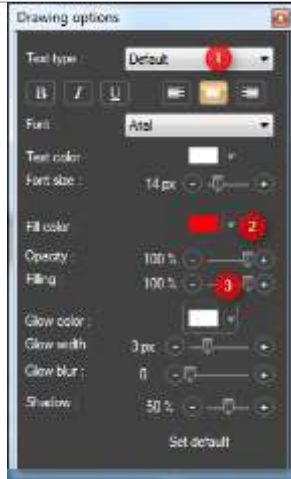 Drawing options
Text type Default 1
B I U
Font Arial
Text color
Font size : 14 px
Fill color 2
Opacity : 100 %
Filling 100 % 3
Glow color :
Glow width 3 px
Glow blur : 0
Shadow : 50 %
Set default